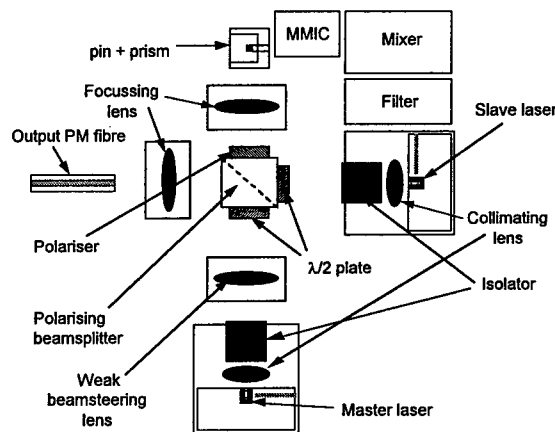 MMIC
Mixer
pin + prism
Focussing
lens
Filter
Slave laser
Output PM fibre
Collimating
lens
Polariser
λ/2 plate
Isolator
Polarising
beamsplitter
Weak
beamsteering
lens
Master laser